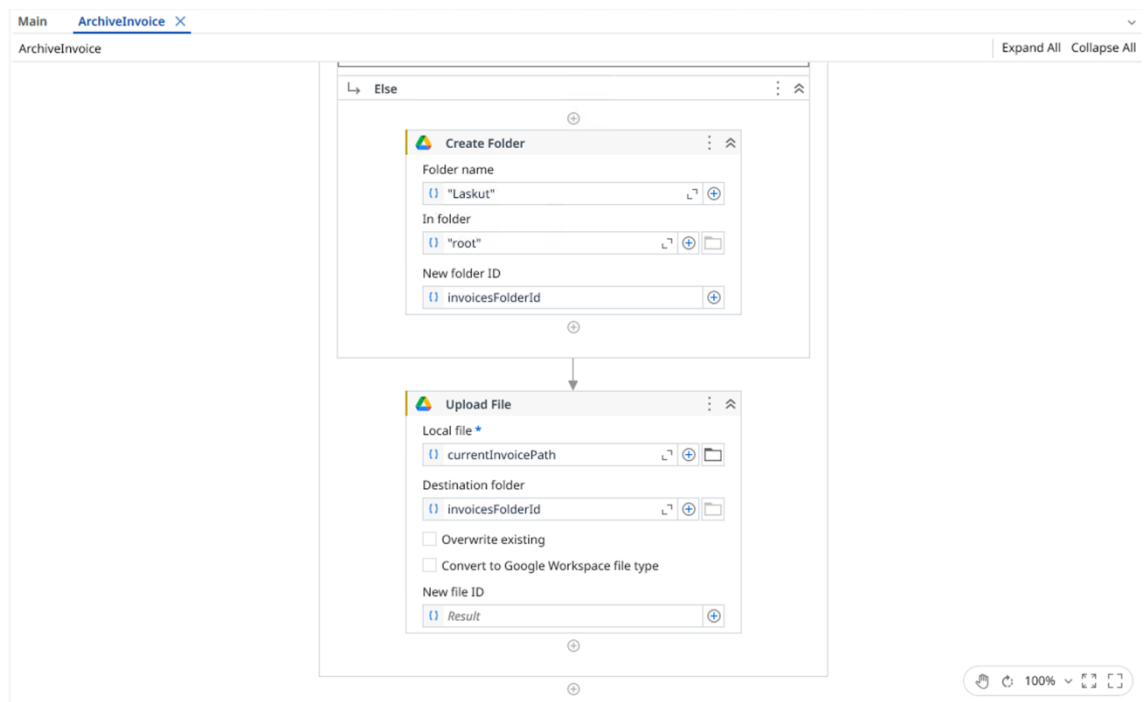 Main ArchiveInvoice
ArchiveInvoice Expand All Collapse All
Else
Create Folder
Folder name
"Laskut"
In folder
"root"
New folder ID
invoicesFolderId
Upload File
Local file *
currentInvoicePath
Destination folder
invoicesFolderId
Overwrite existing
Convert to Google Workspace file type
New file ID
Result
100%